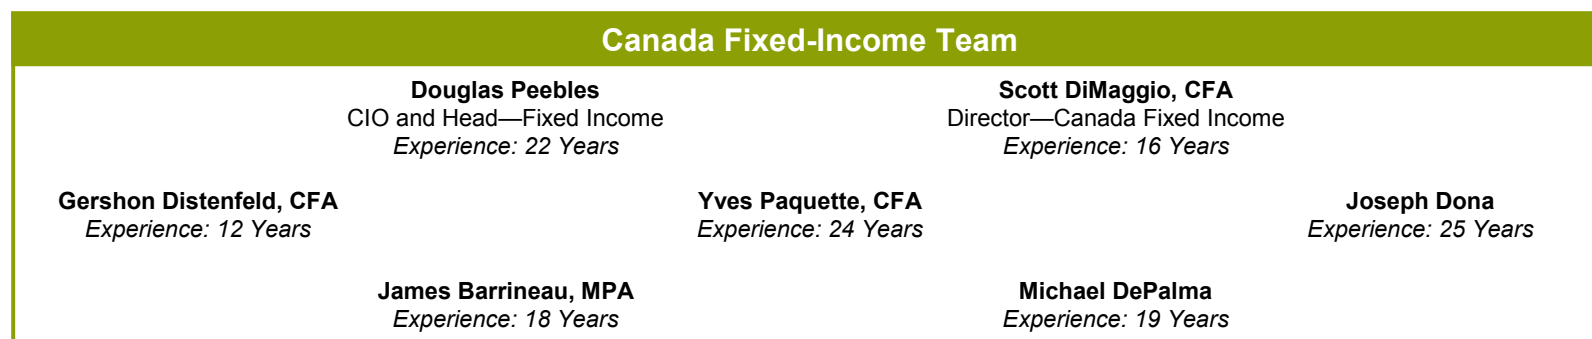 Canada Fixed-Income Team
Douglas Peebles
CIO and Head—Fixed Income
Experience: 22 Years
Scott DiMaggio, CFA
Director—Canada Fixed Income
Experience: 16 Years
Gershon Distenfeld, CFA
Experience: 12 Years
Yves Paquette, CFA
Experience: 24 Years
Joseph Dona
Experience: 25 Years
James Barrineau, MPA
Experience: 18 Years
Michael DePalma
Experience: 19 Years